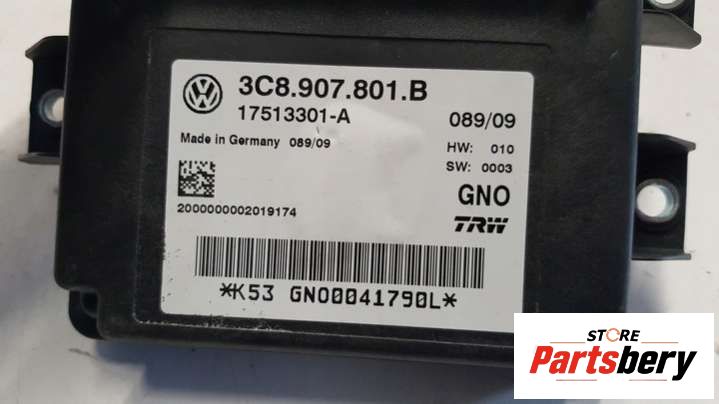 3C8.907.801.B
17513301-A
089/09
Made in Germany 089/09
HW: 010
SW: 0003
GNO
2000000002019174
TRW
*K53 GNO0041790L*
STORE
Partsbery